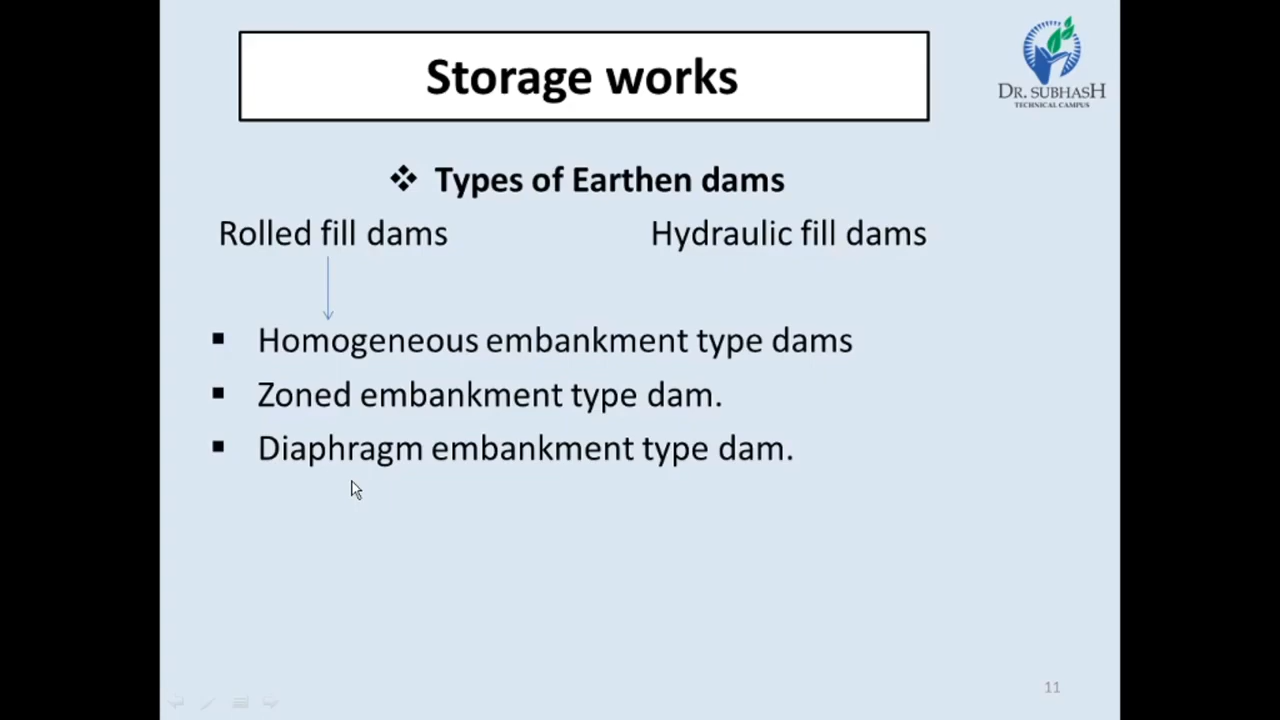 Storage works
DR. SUBHASH
TECHNICAL CAMPUS
❖ Types of Earthen dams
Rolled fill dams Hydraulic fill dams
▪ Homogeneous embankment type dams
▪ Zoned embankment type dam.
▪ Diaphragm embankment type dam.
11